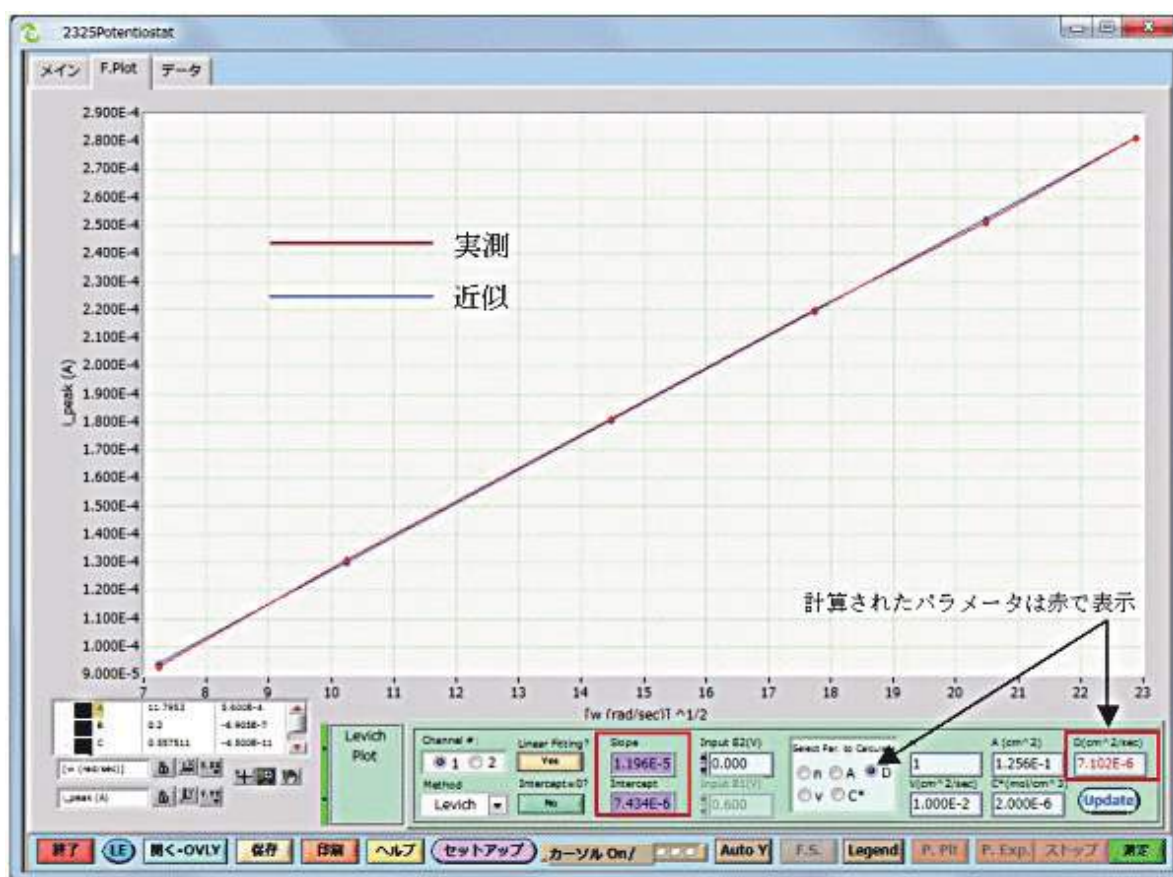 2325Potentiostat
メイン F.Plot データ
2.900E-4
2.800E-4
2.700E-4
2.600E-4
2.500E-4
2.400E-4
2.300E-4
2.200E-4
2.100E-4
2.000E-4
1.900E-4
1.800E-4
1.700E-4
1.600E-4
1.500E-4
1.400E-4
1.300E-4
1.200E-4
1.100E-4
1.000E-4
9.000E-5
i_peak (A)
実測
近似
計算されたパラメータは赤で表示
7 8 9 10 11 12 13 14 15 16 17 18 19 20 21 22 23
[w (rad/sec)] ^1/2
A 11.7953
B 0.2
C 0.557511
[w (rad/sec)]
i_peak (A)
Levich Plot
Channel #:
1 2
Method
Levich
Linear Fitting?
Yes
Intercept=0?
No
Slope
1.196E-5
Intercept
7.434E-6
Input E2(V)
0.000
Input E1(V)
0.600
Select Par. to Calculate
n A D
v C*
1
A (cm^2)
1.256E-1
D(cm^2/sec)
7.102E-6
v(cm^2/sec)
1.000E-2
C*(mol/cm^3)
2.000E-6
Update
終了 LE 開く-OVLY 保存 印刷 ヘルプ セットアップ カーソル On/ Auto Y F.S. Legend P. Plt P. Exp. ストップ 測定